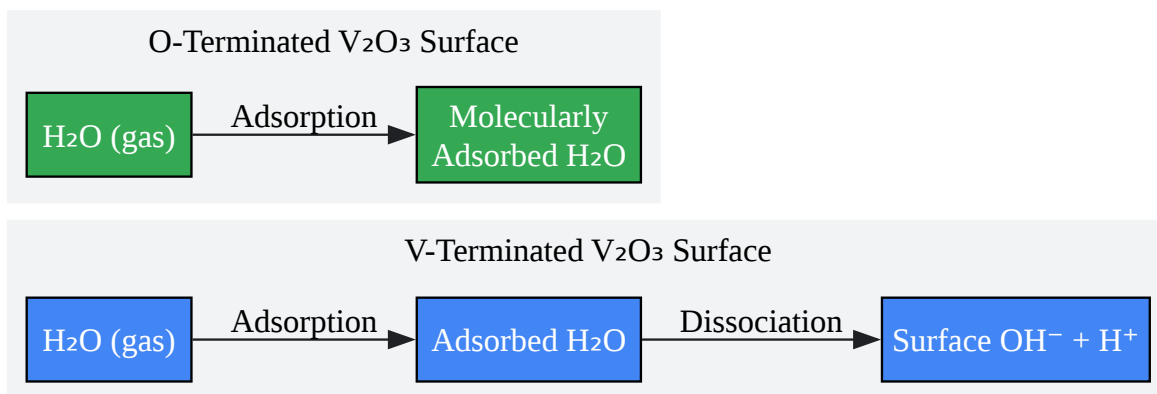 O-Terminated V₂O₃ Surface
H₂O (gas)
Adsorption
Molecularly
Adsorbed H₂O
V-Terminated V₂O₃ Surface
H₂O (gas)
Adsorption
Adsorbed H₂O
Dissociation
Surface OH⁻ + H⁺